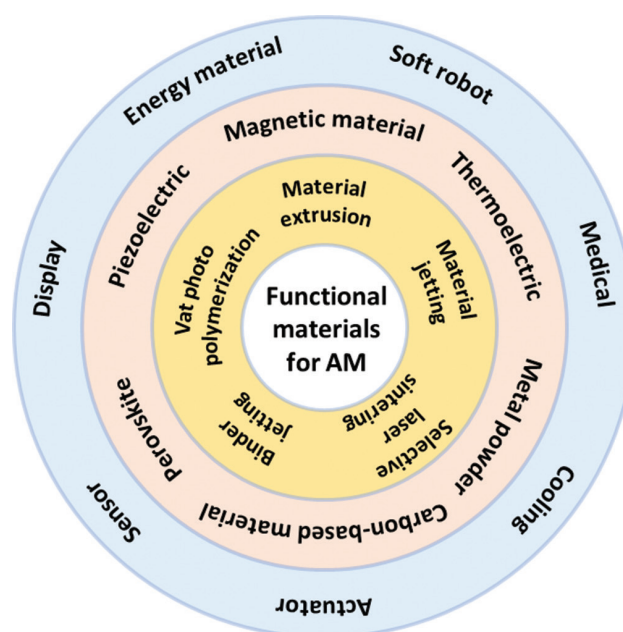 Energy material
Soft robot
Medical
Cooling
Actuator
Sensor
Display
Magnetic material
Thermoelectric
Metal powder
Carbon-based material
Perovskite
Piezoelectric
Material
extrusion
Material
jetting
Selective
laser
sintering
Binder
jetting
Vat photo
polymerization
Functional
materials
for AM